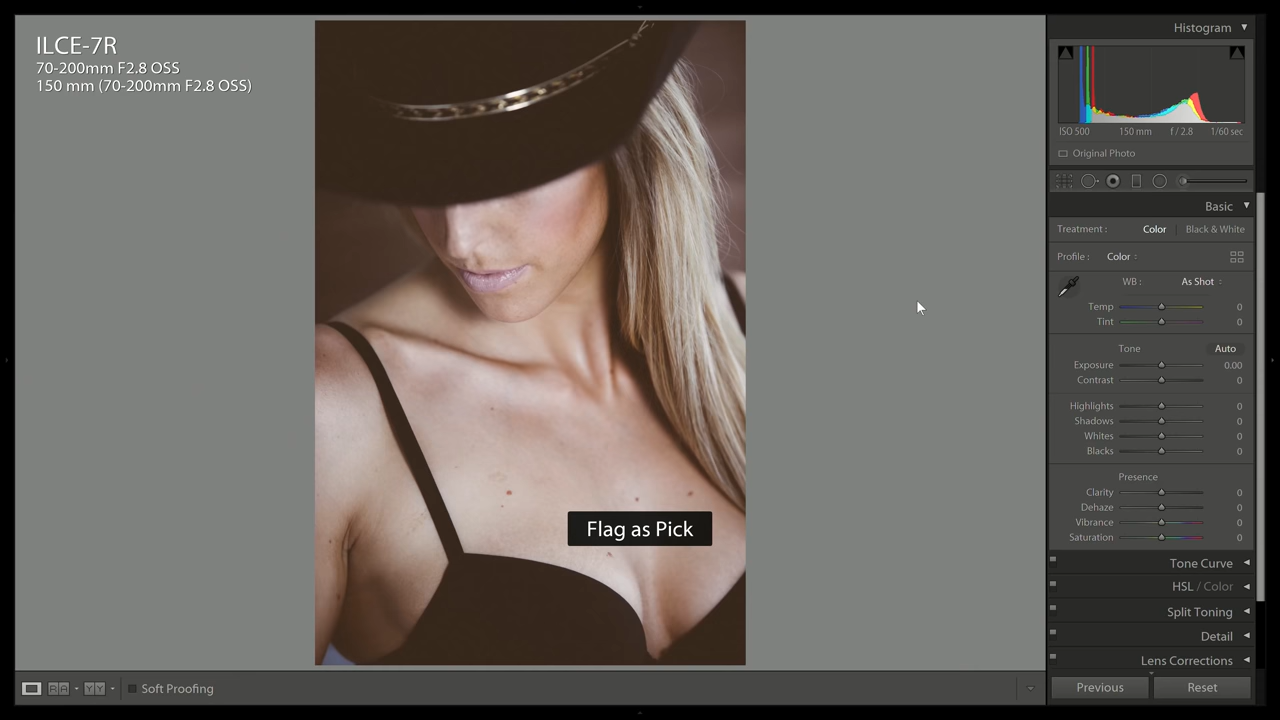 ILCE-7R
70-200mm F2.8 OSS
150 mm (70-200mm F2.8 OSS)
Flag as Pick
Soft Proofing
Histogram
ISO 500 150 mm f / 2.8 1/60 sec
Original Photo
Basic
Treatment : Color Black & White
Profile : Color
WB : As Shot
Temp 0
Tint 0
Tone Auto
Exposure 0.00
Contrast 0
Highlights 0
Shadows 0
Whites 0
Blacks 0
Presence
Clarity 0
Dehaze 0
Vibrance 0
Saturation 0
Tone Curve
HSL / Color
Split Toning
Detail
Lens Corrections
Previous Reset